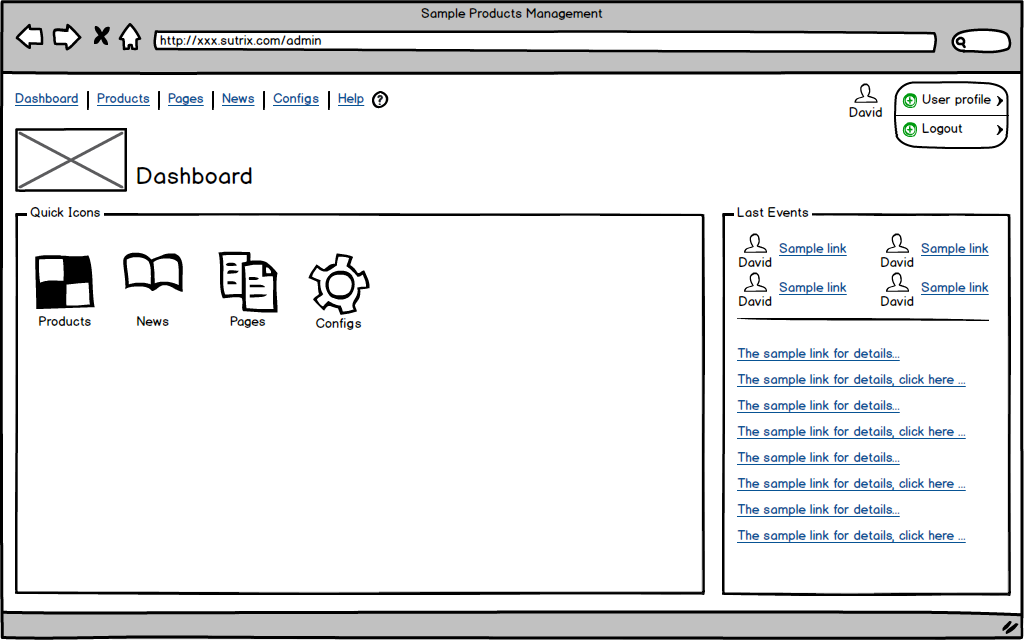 Sample Products Management
http://xxx.sutrix.com/admin
Dashboard | Products | Pages | News | Configs | Help ?
David
User profile
Logout
Dashboard
Quick Icons
Products
News
Pages
Configs
Last Events
David Sample link
David Sample link
David Sample link
David Sample link
The sample link for details...
The sample link for details, click here ...
The sample link for details...
The sample link for details, click here ...
The sample link for details...
The sample link for details, click here ...
The sample link for details...
The sample link for details, click here ...